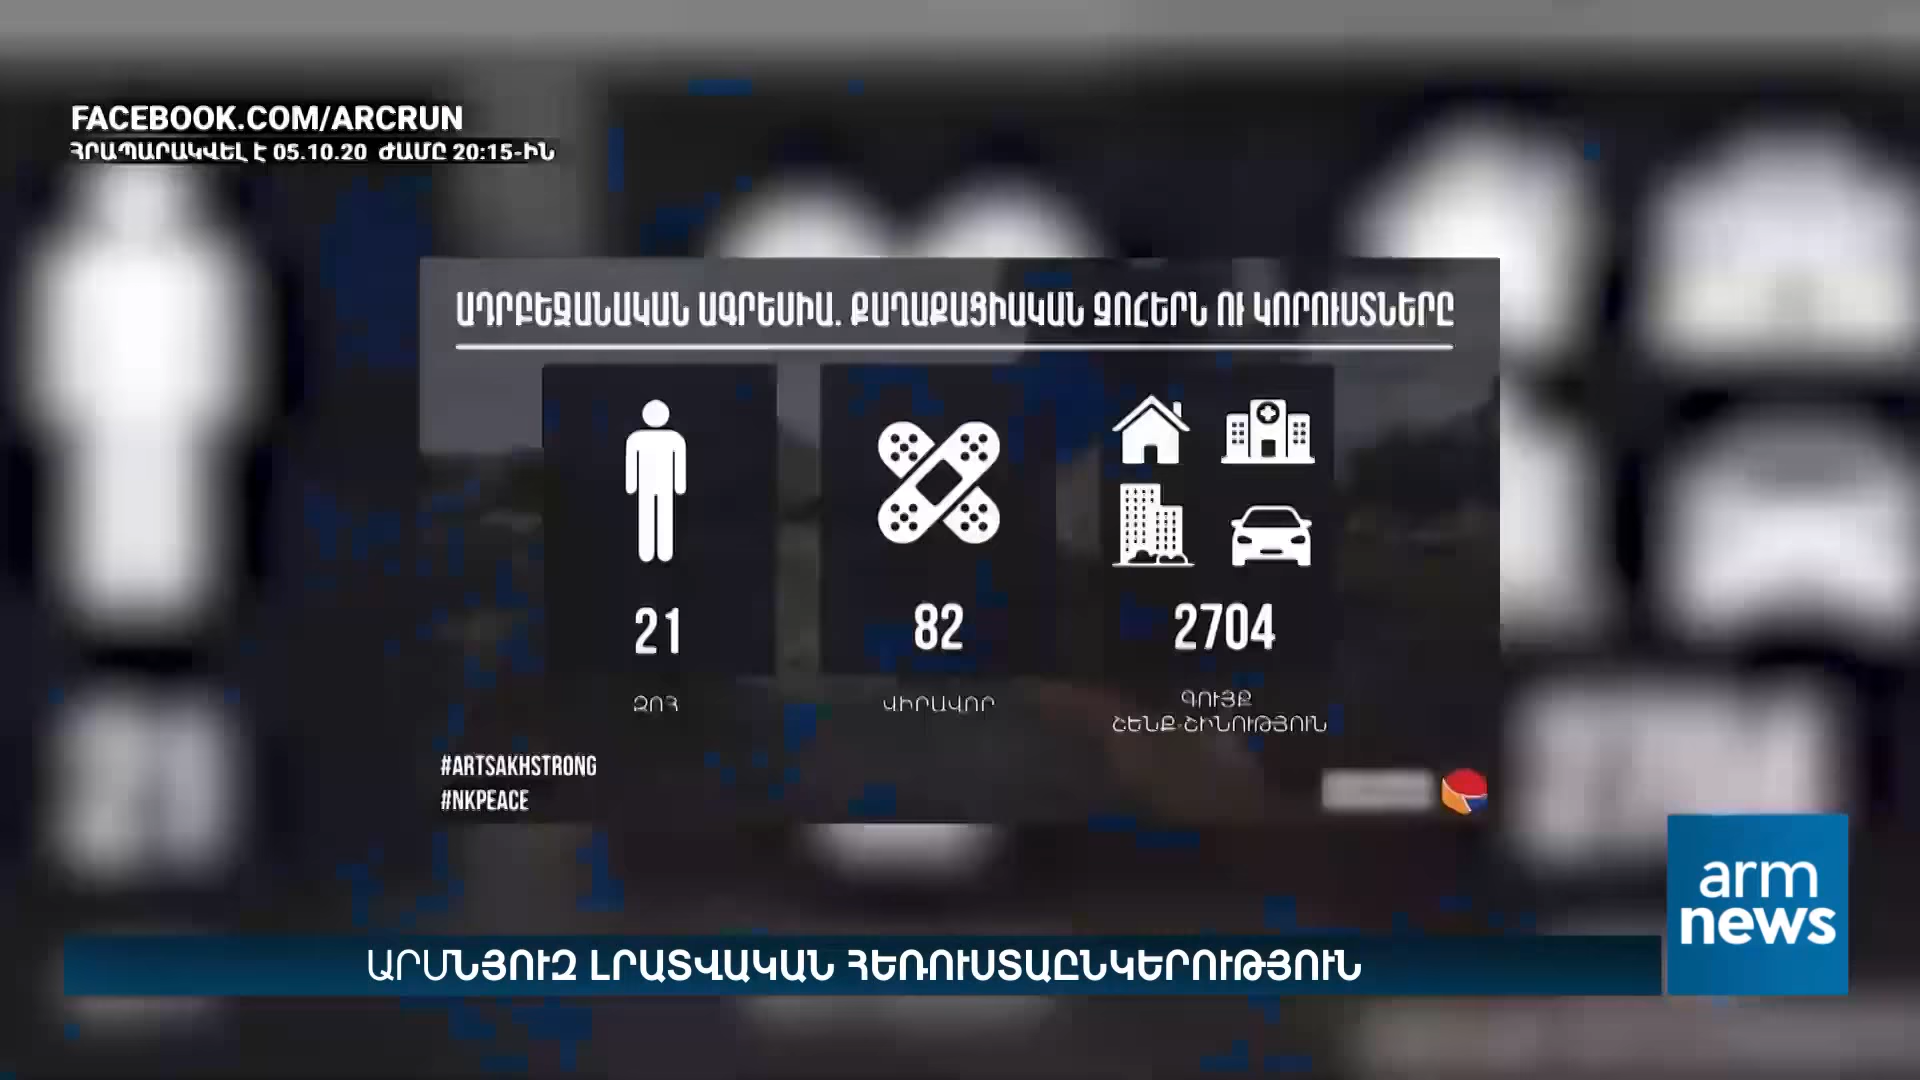 FACEBOOK.COM/ARCRUN
ՀՐԱՊԱՐԱԿՎԵԼ Է 05.10.20 ԺԱՄԸ 20:15-ԻՆ
ԱԴՐԲԵՋԱՆԱԿԱՆ ԱԳՐԵՍԻԱ. ՔԱՂԱՔԱՑԻԱԿԱՆ ԶՈՀԵՐՆ ՈՒ ԿՈՐՈՒՍՏՆԵՐԸ
21
ԶՈՀ
82
ՎԻՐԱՎՈՐ
2704
ԳՈՒՅՔ
ՇԵՆՔ-ՇԻՆՈՒԹՅՈՒՆ
#ARTSAKHSTRONG
#NKPEACE
arm
news
ԱՐՄՆՅՈՒԶ ԼՐԱՏՎԱԿԱՆ ՀԵՌՈՒՍՏԱԸՆԿԵՐՈՒԹՅՈՒՆ